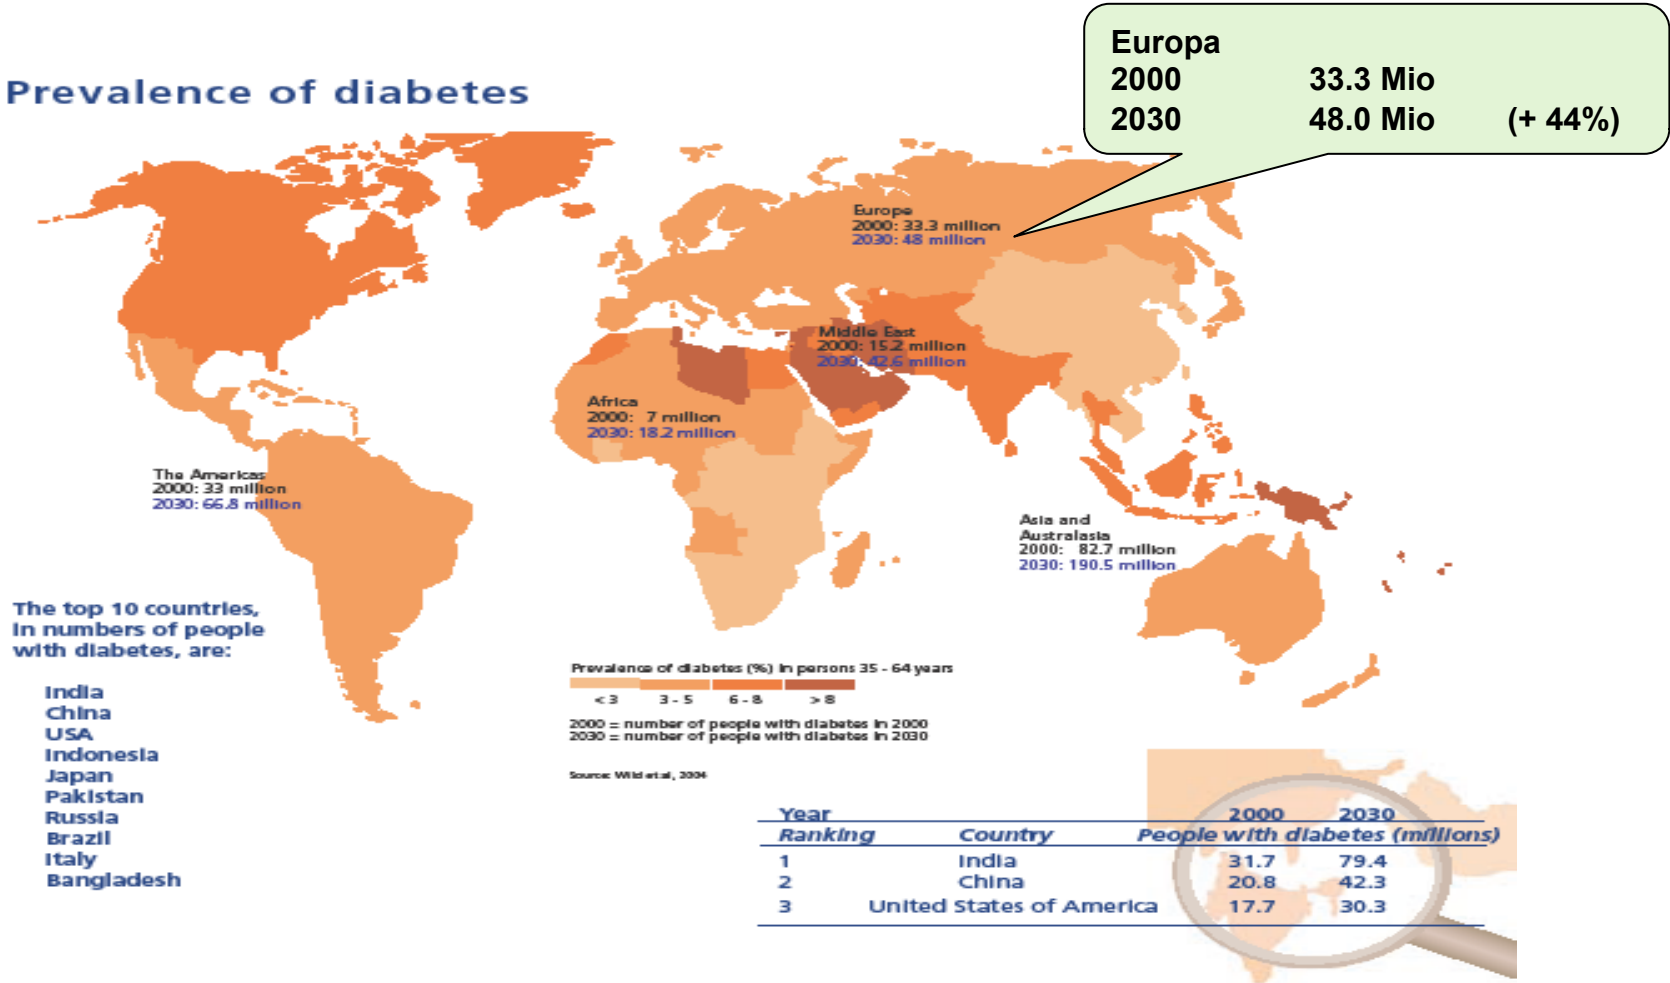 Europa
2000 33.3 Mio
2030 48.0 Mio (+ 44%)
Prevalence of diabetes
Europe
2000: 33.3 million
2030: 48 million
Middle East
2000: 15.2 million
2030: 42.6 million
Africa
2000: 7 million
2030: 18.2 million
The Americas
2000: 33 million
2030: 66.8 million
Asia and
Australasia
2000: 82.7 million
2030: 190.5 million
The top 10 countries,
in numbers of people
with diabetes, are:
India
China
USA
Indonesia
Japan
Pakistan
Russia
Brazil
Italy
Bangladesh
Prevalence of diabetes (%) in persons 35 - 64 years
< 3 3 - 5 6 - 8 > 8
2000 = number of people with diabetes in 2000
2030 = number of people with diabetes in 2030
Source: Wild et al, 2004
Year 2000 2030
Ranking Country People with diabetes (millions)
1 India 31.7 79.4
2 China 20.8 42.3
3 United States of America 17.7 30.3